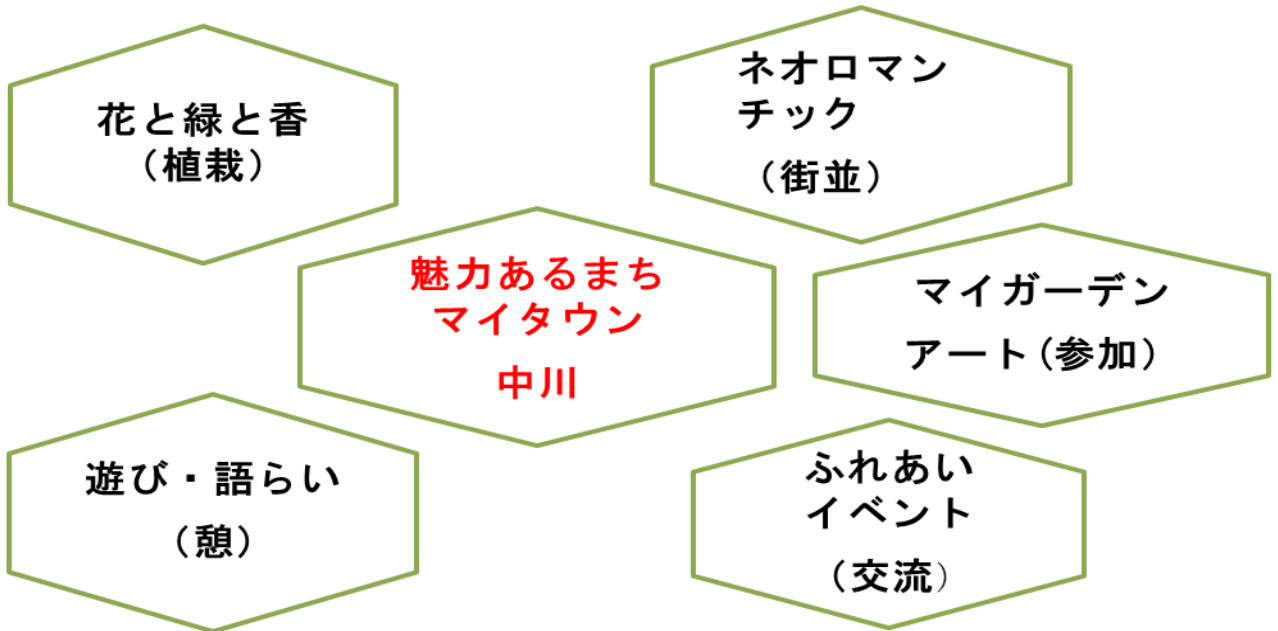 花と緑と香
（植栽）
ネオロマン
チック
（街並）
魅力あるまち
マイタウン
中川
マイガーデン
アート（参加）
遊び・語らい
（憩）
ふれあい
イベント
（交流）